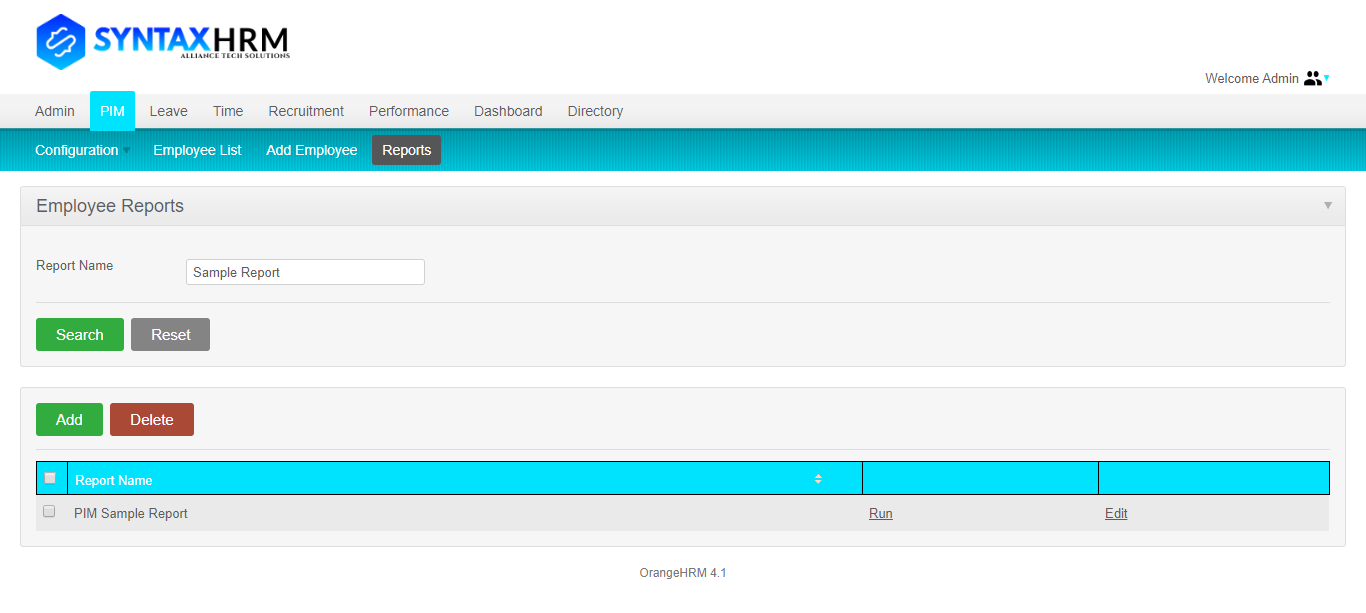 SYNTAXHRM
ALLIANCE TECH SOLUTIONS
Welcome Admin
Admin PIM Leave Time Recruitment Performance Dashboard Directory
Configuration Employee List Add Employee Reports
Employee Reports
Report Name Sample Report
Search Reset
Add Delete
Report Name
PIM Sample Report Run Edit
OrangeHRM 4.1